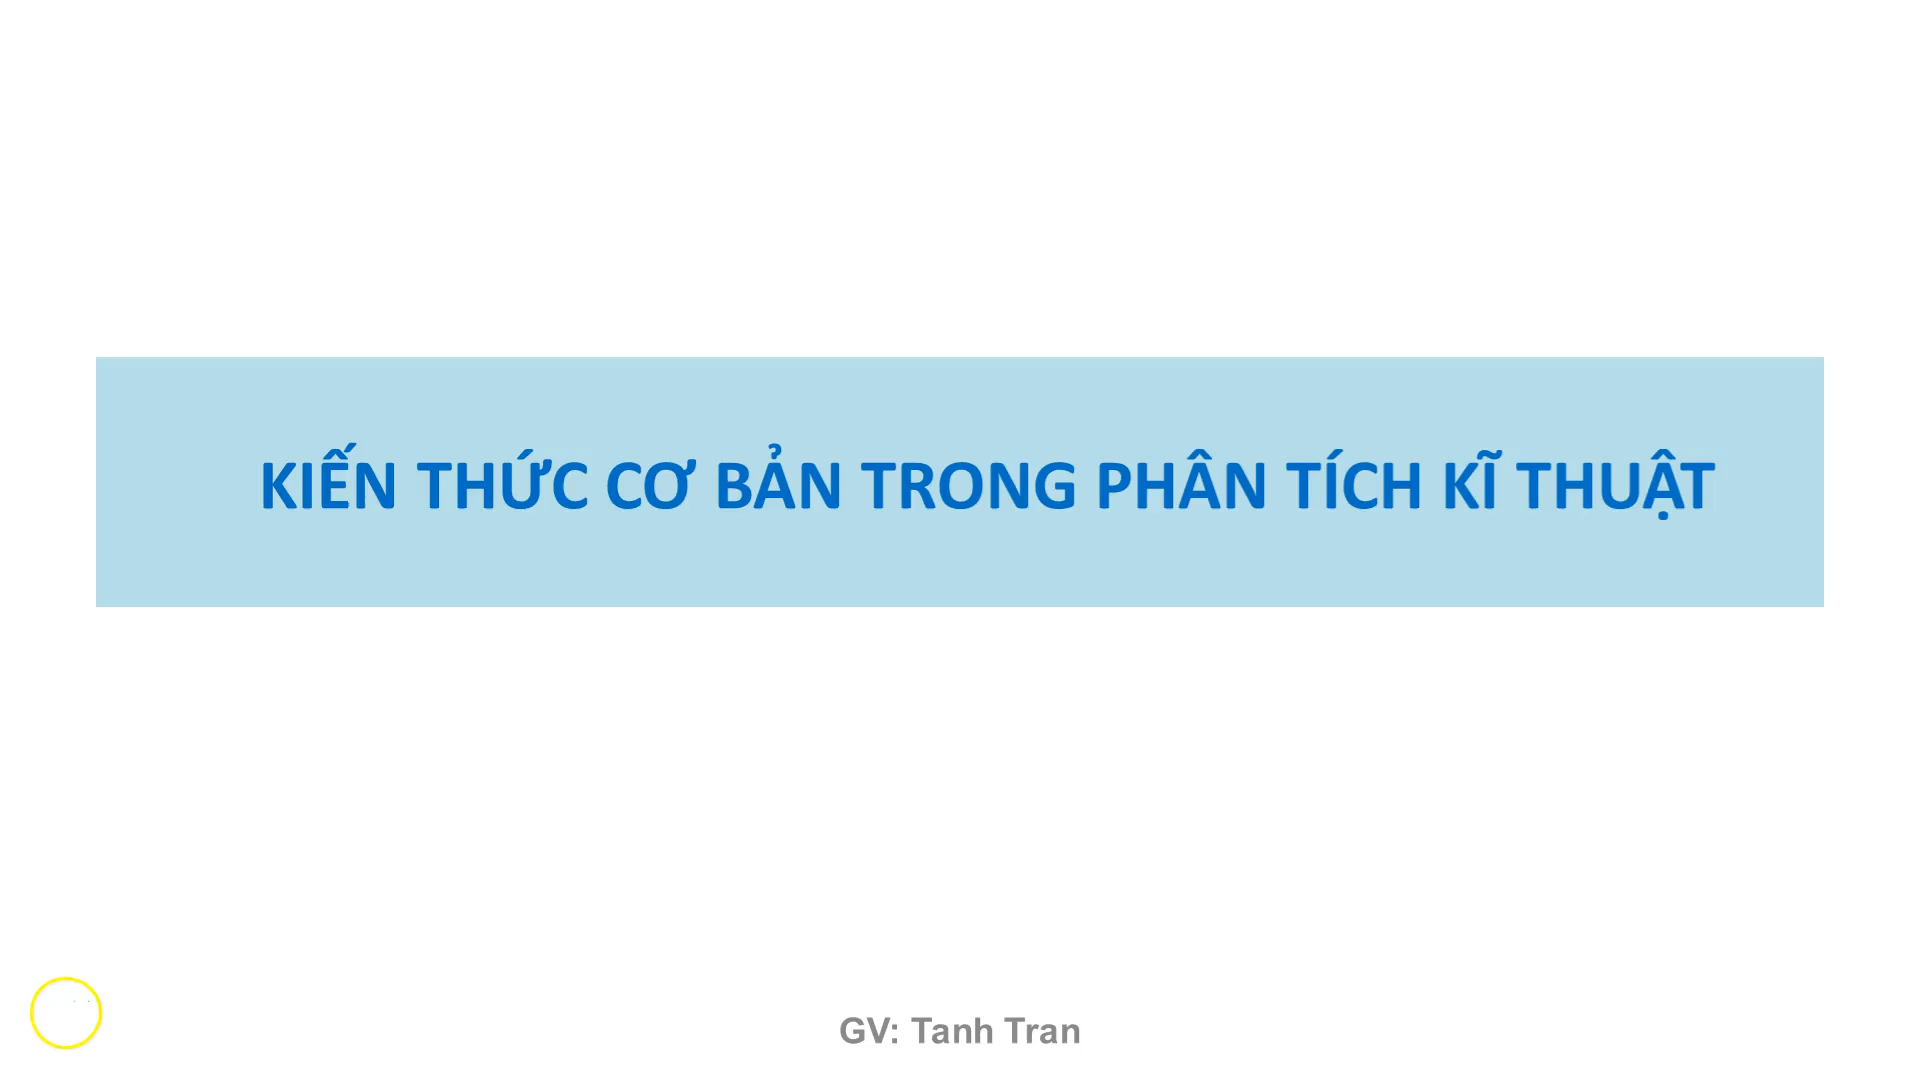 KIẾN THỨC CƠ BẢN TRONG PHÂN TÍCH KĨ THUẬT
GV: Tanh Tran